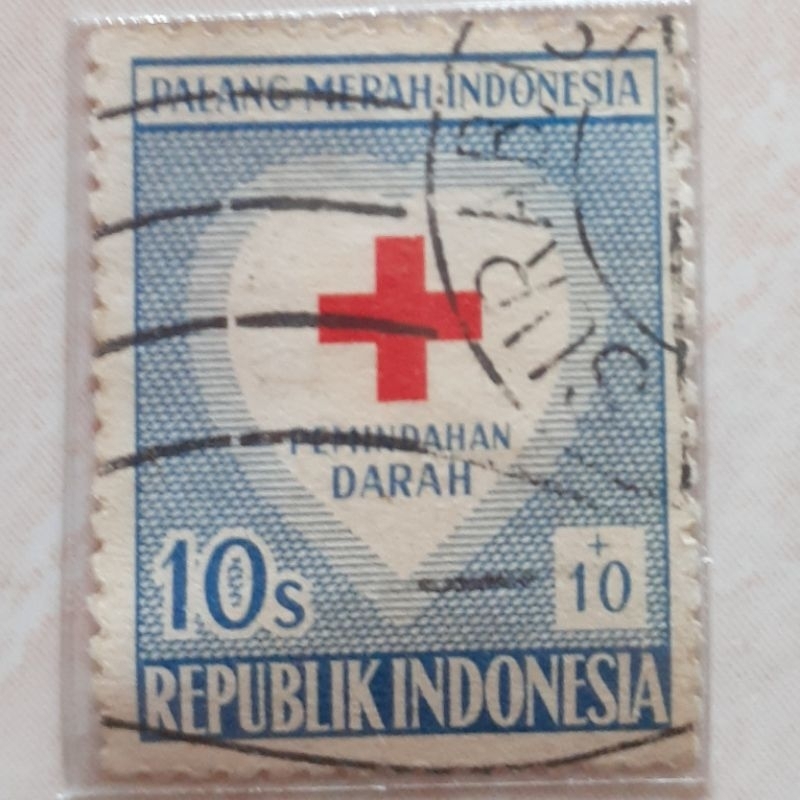 PALANG MERAH INDONESIA
PEMINDAHAN
DARAH
10s
+
10
REPUBLIK INDONESIA